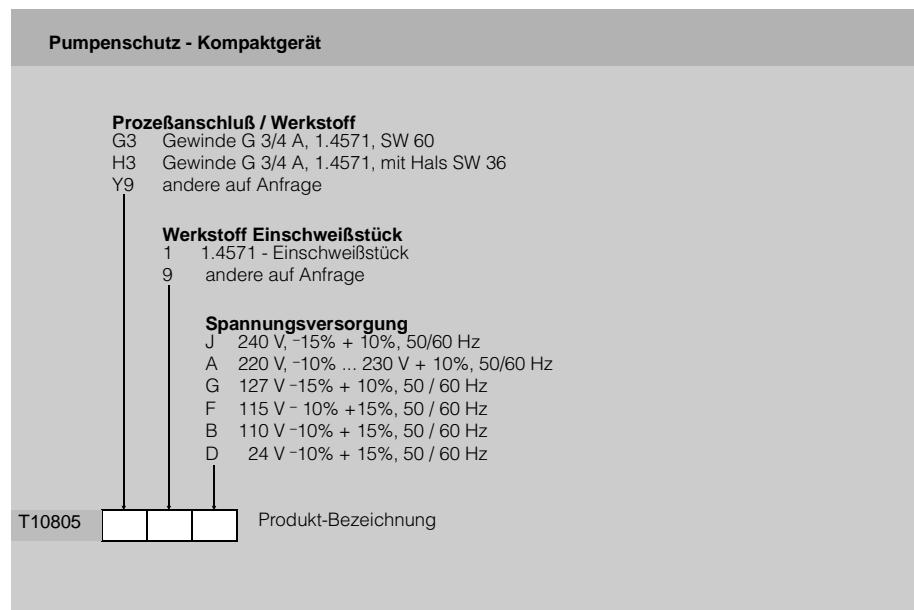 Pumpenschutz - Kompaktgerät
Prozeßanschluß / Werkstoff
G3 Gewinde G 3/4 A, 1.4571, SW 60
H3 Gewinde G 3/4 A, 1.4571, mit Hals SW 36
Y9 andere auf Anfrage
Werkstoff Einschweißstück
1 1.4571 - Einschweißstück
9 andere auf Anfrage
Spannungsversorgung
J 240 V, –15% + 10%, 50/60 Hz
A 220 V, –10% ... 230 V + 10%, 50/60 Hz
G 127 V –15% + 10%, 50 / 60 Hz
F 115 V – 10% +15%, 50 / 60 Hz
B 110 V –10% + 15%, 50 / 60 Hz
D 24 V –10% + 15%, 50 / 60 Hz
T10805 Produkt-Bezeichnung